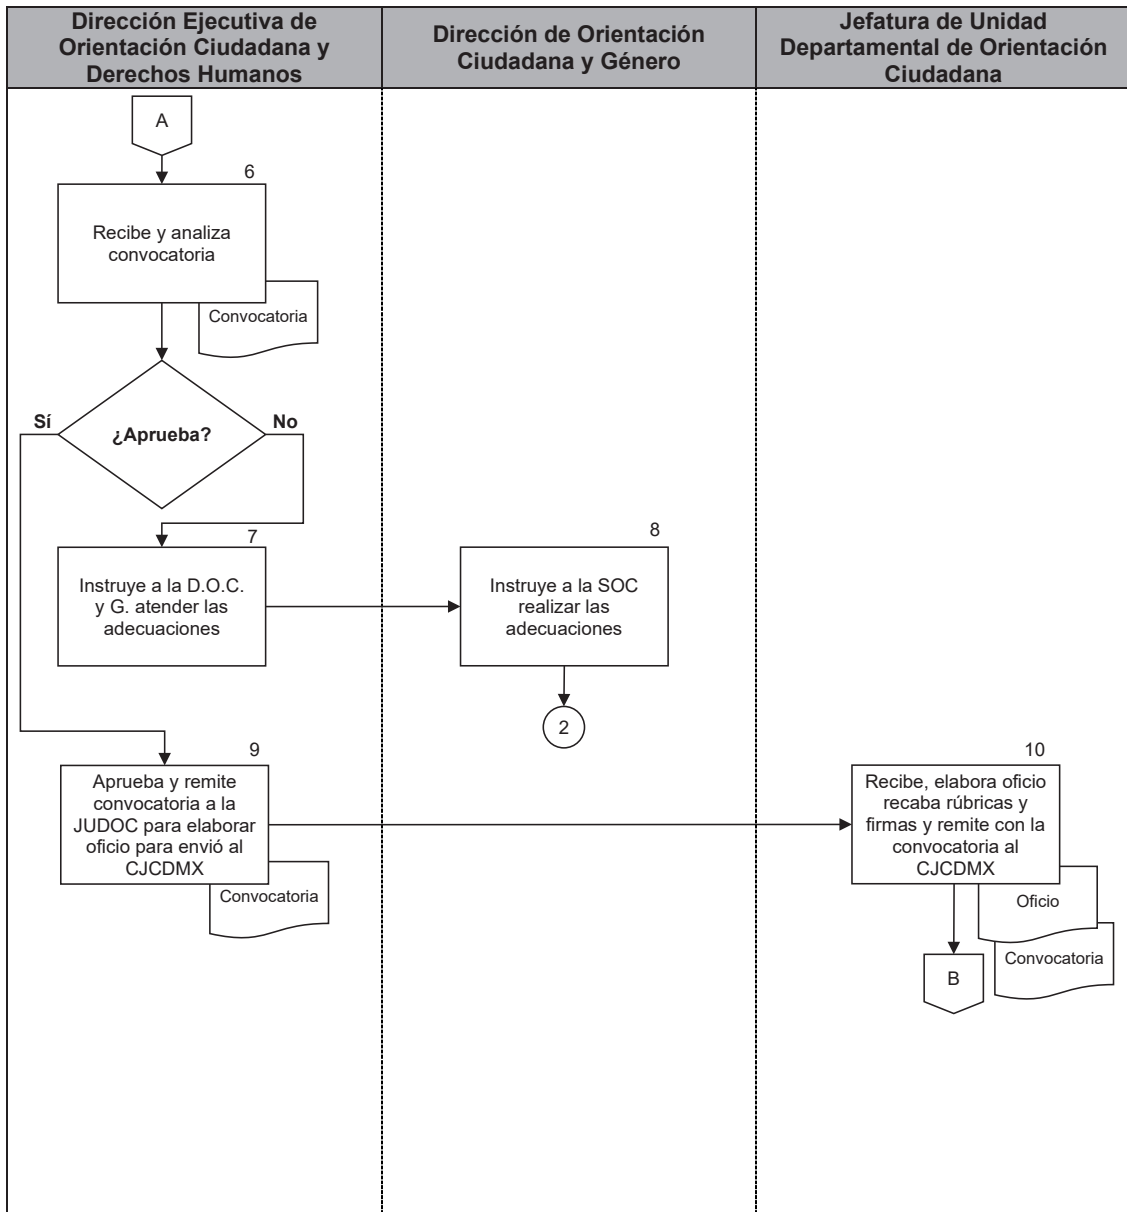 Dirección Ejecutiva de
Orientación Ciudadana y
Derechos Humanos
Dirección de Orientación
Ciudadana y Género
Jefatura de Unidad
Departamental de Orientación
Ciudadana
A
6
Recibe y analiza
convocatoria
Convocatoria
¿Aprueba?
Sí
No
7
Instruye a la D.O.C.
y G. atender las
adecuaciones
8
Instruye a la SOC
realizar las
adecuaciones
2
9
Aprueba y remite
convocatoria a la
JUDOC para elaborar
oficio para envió al
CJCDMX
Convocatoria
10
Recibe, elabora oficio
recaba rúbricas y
firmas y remite con la
convocatoria al
CJCDMX
Oficio
Convocatoria
B